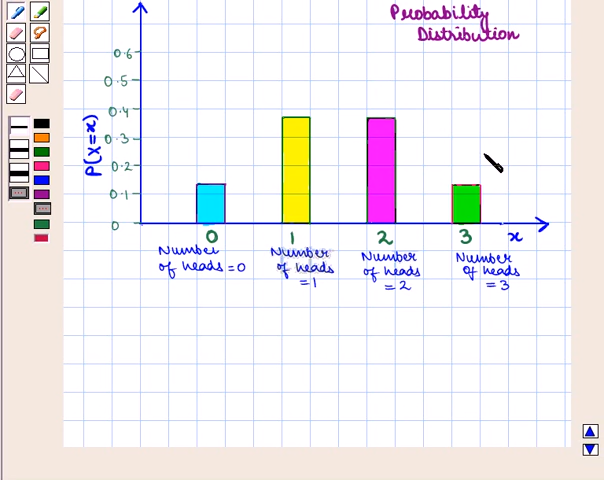 Probability
Distribution
0.6
0.5
0.4
0.3
0.2
0.1
0
P(X=x)
0 1 2 3 x
Number
of heads =0
Number
of heads
=1
Number
of heads
= 2
Number
of heads
= 3